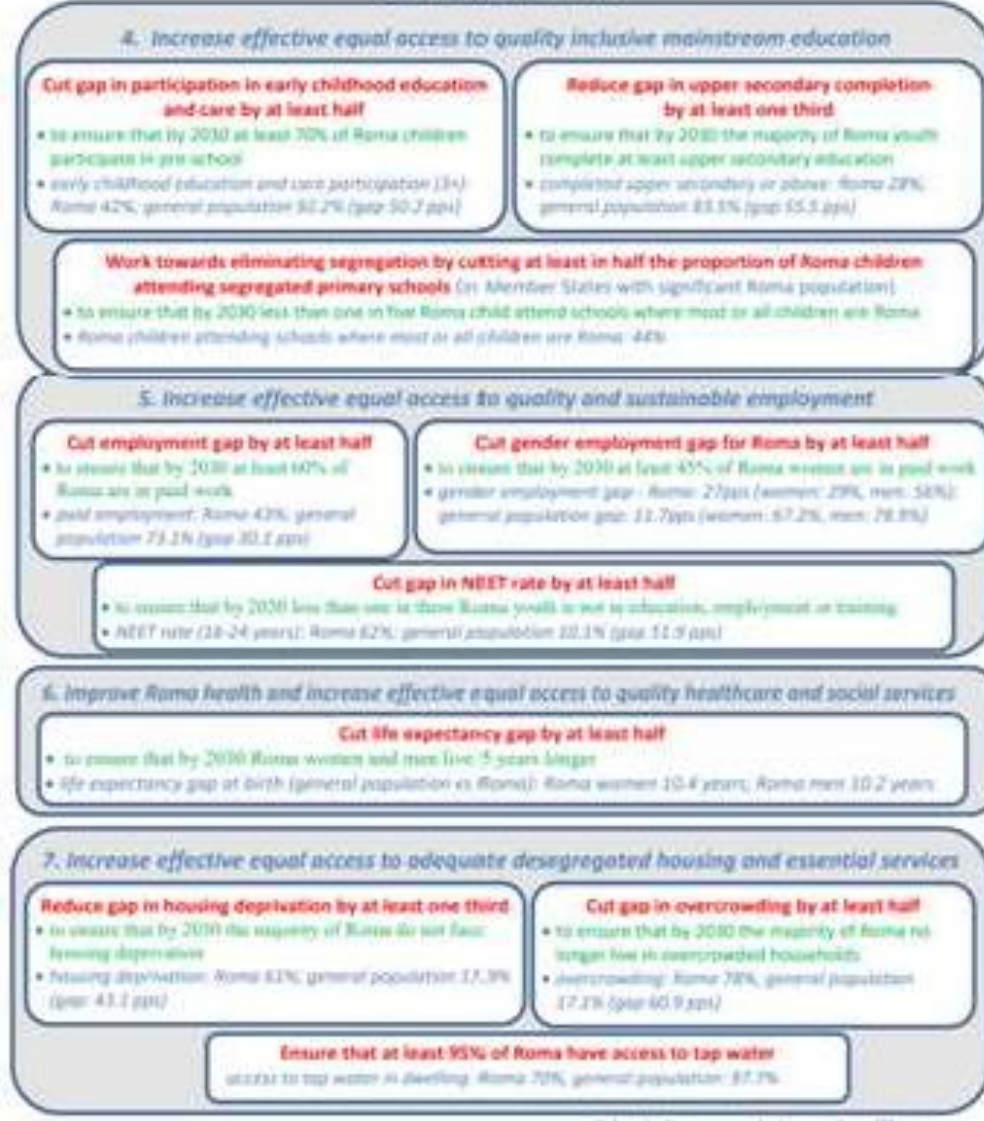 4. Increase effective equal access to quality inclusive mainstream education
Cut gap in participation in early childhood education
and care by at least half
• to ensure that by 2030 at least 70% of Roma children
participate in pre-school
• early childhood education and care participation (3+):
Roma 42%, general population 92.2% (gap 50.2 pps)
Reduce gap in upper secondary completion
by at least one third
• to ensure that by 2030 the majority of Roma youth
complete at least upper secondary education
• completed upper secondary or above: Roma 28%,
general population 83.5% (gap 55.5 pps)
Work towards eliminating segregation by cutting at least in half the proportion of Roma children
attending segregated primary schools (in Member States with significant Roma population)
• to ensure that by 2030 less than one in five Roma child attend schools where most or all children are Roma
• Roma children attending schools where most or all children are Roma: 44%
5. Increase effective equal access to quality and sustainable employment
Cut employment gap by at least half
• to ensure that by 2030 at least 60% of
Roma are in paid work
• paid employment: Roma 43%, general
population 73.1% (gap 30.1 pps)
Cut gender employment gap for Roma by at least half
• to ensure that by 2030 at least 45% of Roma women are in paid work
• gender employment gap - Roma: 27pps (women: 29%, men: 56%);
general population gap: 11.7pps (women: 67.2%, men: 78.9%)
Cut gap in NEET rate by at least half
• to ensure that by 2030 less than one in three Roma youth is not in education, employment or training
• NEET rate (16-24 years): Roma 62%; general population 10.1% (gap 51.9 pps)
6. Improve Roma health and increase effective equal access to quality healthcare and social services
Cut life expectancy gap by at least half
• to ensure that by 2030 Roma women and men live 5 years longer
• life expectancy gap at birth (general population vs Roma): Roma women 10.4 years; Roma men 10.2 years
7. Increase effective equal access to adequate desegregated housing and essential services
Reduce gap in housing deprivation by at least one third
• to ensure that by 2030 the majority of Roma do not face
housing deprivation
• housing deprivation: Roma 61%, general population 17.9%
(gap: 43.1 pps)
Cut gap in overcrowding by at least half
• to ensure that by 2030 the majority of Roma no
longer live in overcrowded households
• overcrowding: Roma 78%, general population
17.1% (gap 60.9 pps)
Ensure that at least 95% of Roma have access to tap water
access to tap water in dwelling: Roma 70%, general population: 97.7%